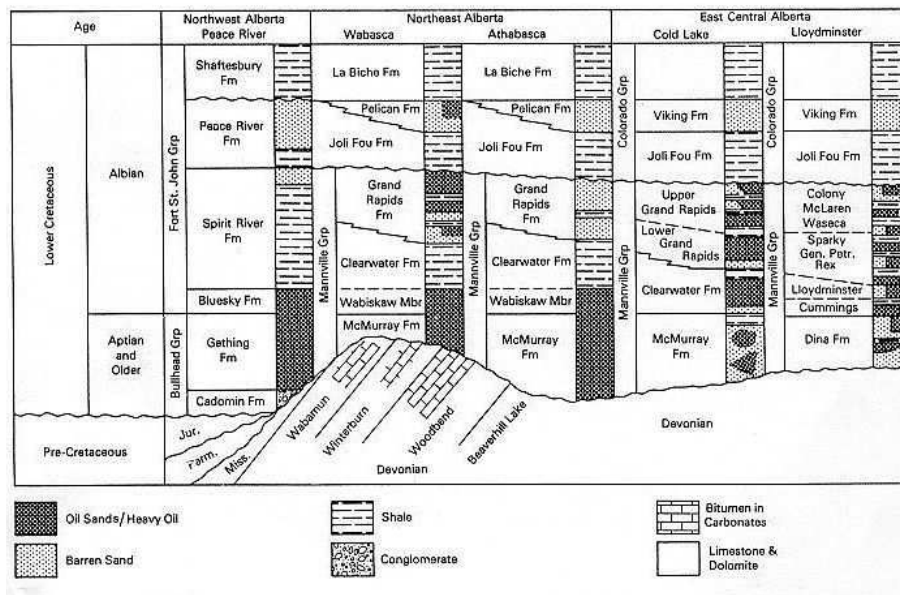 Age
Northwest Alberta
Peace River
Northeast Alberta
Wabasca
Athabasca
East Central Alberta
Cold Lake
Lloydminster
Lower Cretaceous
Albian
Aptian
and
Older
Pre-Cretaceous
Fort St. John Grp
Bullhead Grp
Shaftesbury
Fm
Peace River
Fm
Spirit River
Fm
Bluesky Fm
Gething
Fm
Cadomin Fm
Jur.
Parm.
Miss.
Mannville Grp
La Biche Fm
Pelican Fm
Joli Fou Fm
Grand
Rapids
Fm
Clearwater Fm
Wabiskaw Mbr
McMurray Fm
Wabamun
Winterburn
Woodbend
Beaverhill Lake
Devonian
Mannville Grp
La Biche Fm
Pelican Fm
Joli Fou Fm
Grand
Rapids
Fm
Clearwater Fm
Wabiskaw Mbr
McMurray
Fm
Colorado Grp
Mannville Grp
Viking Fm
Joli Fou Fm
Upper
Grand Rapids
Lower
Grand
Rapids
Clearwater Fm
McMurray
Fm
Devonian
Colorado Grp
Mannville Grp
Viking Fm
Joli Fou Fm
Colony
McLaren
Waseca
Sparky
Gen. Petr.
Rex
Lloydminster
Cummings
Dina Fm
Oil Sands/Heavy Oil
Barren Sand
Shale
Conglomerate
Bitumen in
Carbonates
Limestone &
Dolomite